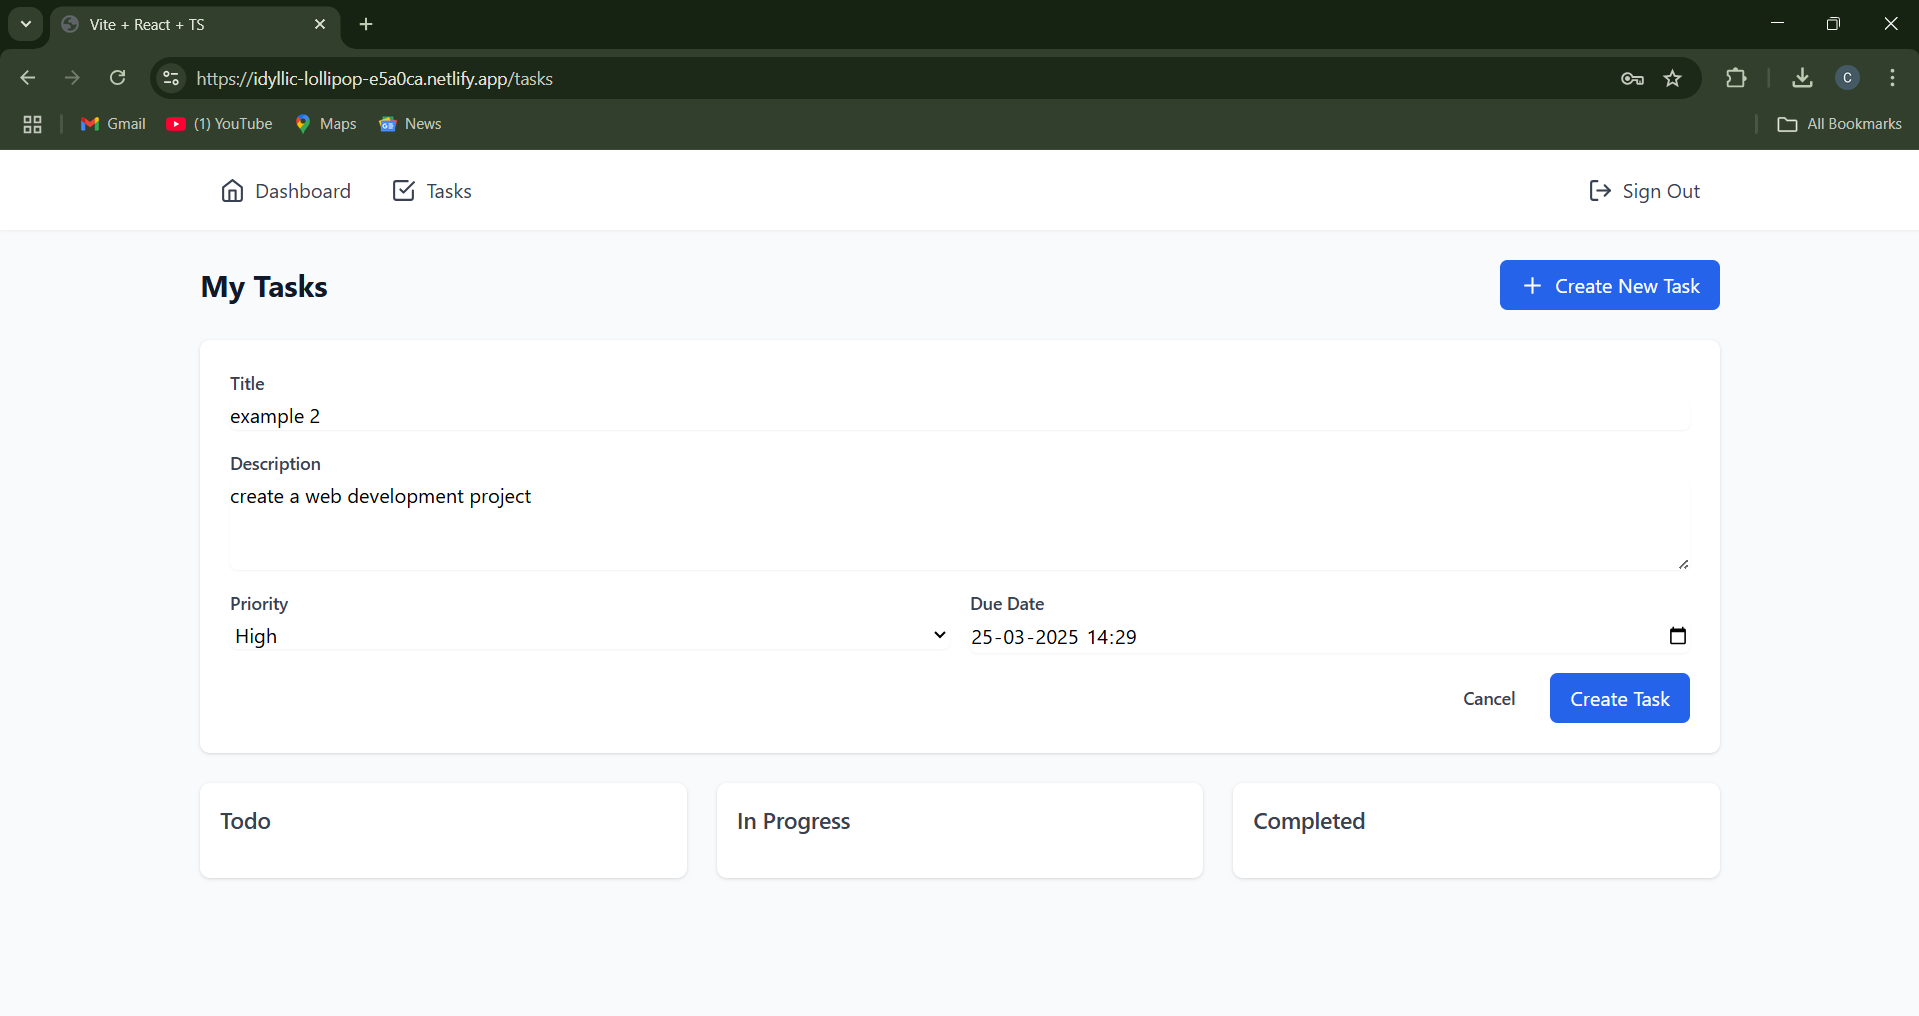 Vite + React + TS
https://idyllic-lollipop-e5a0ca.netlify.app/tasks
C
Gmail
(1) YouTube
Maps
News
All Bookmarks
Dashboard
Tasks
Sign Out
My Tasks
Create New Task
Title
example 2
Description
create a web development project
Priority
Due Date
High
25-03-2025 14:29
Cancel
Create Task
Todo
In Progress
Completed